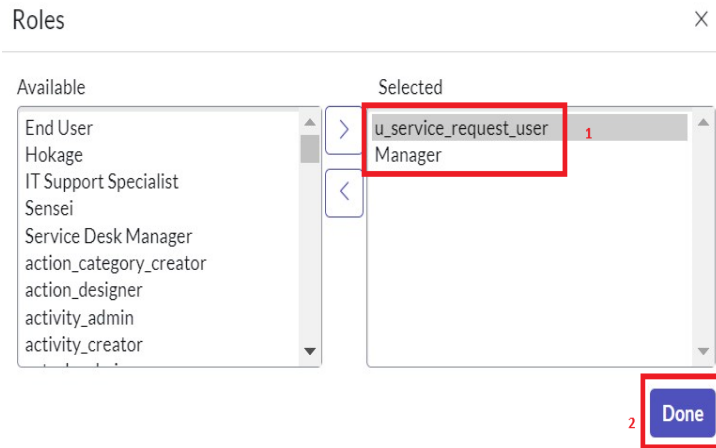 Roles
Available
Selected
End User
Hokage
IT Support Specialist
Sensei
Service Desk Manager
action_category_creator
action_designer
activity_admin
activity_creator
u_service_request_user
1
Manager
2
Done